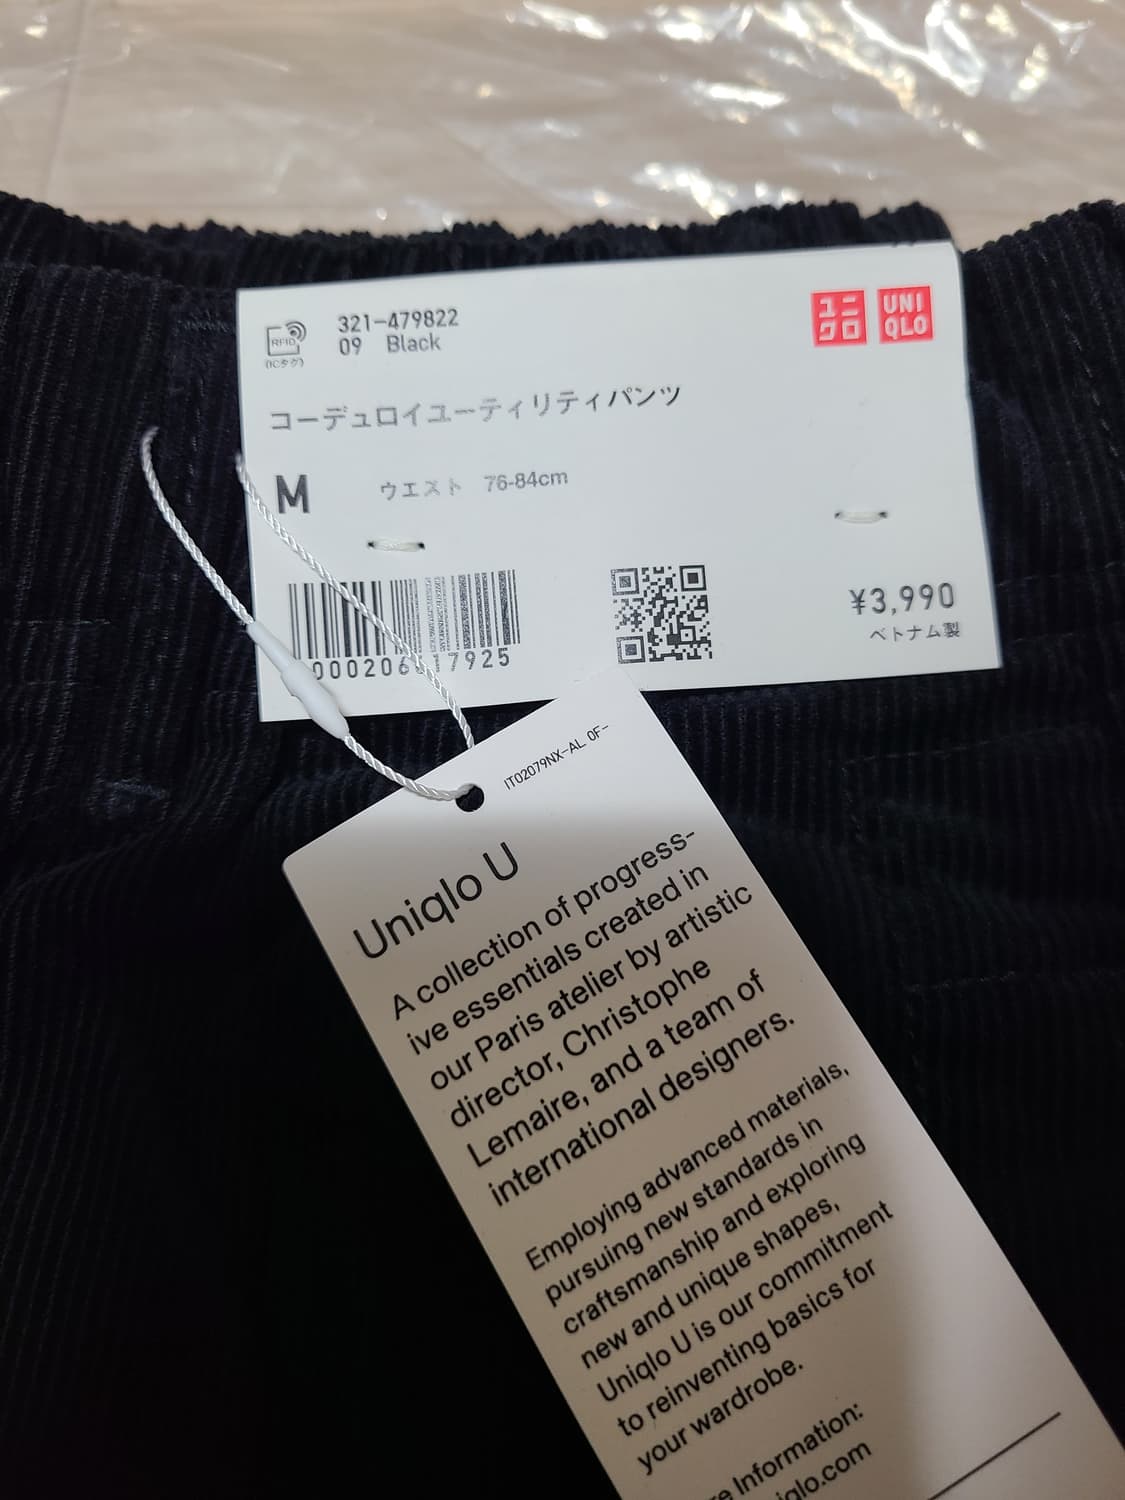 RFID
(ICタグ)
321-479822
09 Black
ユニクロ
UNIQLO
コーデュロイユーティリティパンツ
M
ウエスト 76-84cm
7925
¥3,990
ベトナム製
IT02079NX-AL 0F-
Uniqlo U
A collection of progress-
ive essentials created in
our Paris atelier by artistic
director, Christophe
Lemaire, and a team of
international designers.
Employing advanced materials,
pursuing new standards in
craftsmanship and exploring
new and unique shapes,
Uniqlo U is our commitment
to reinventing basics for
your wardrobe.
Information:
iqlo.com